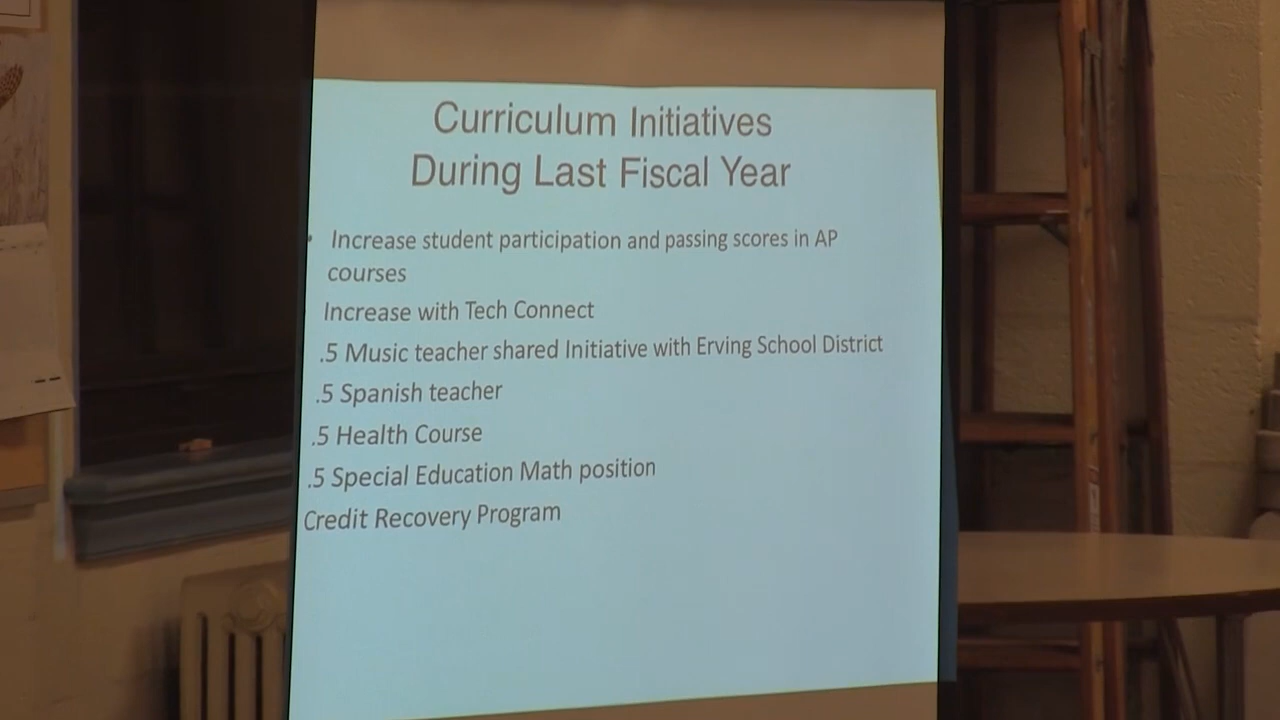 Curriculum Initiatives
During Last Fiscal Year
• Increase student participation and passing scores in AP
courses
Increase with Tech Connect
.5 Music teacher shared Initiative with Erving School District
.5 Spanish teacher
.5 Health Course
.5 Special Education Math position
Credit Recovery Program